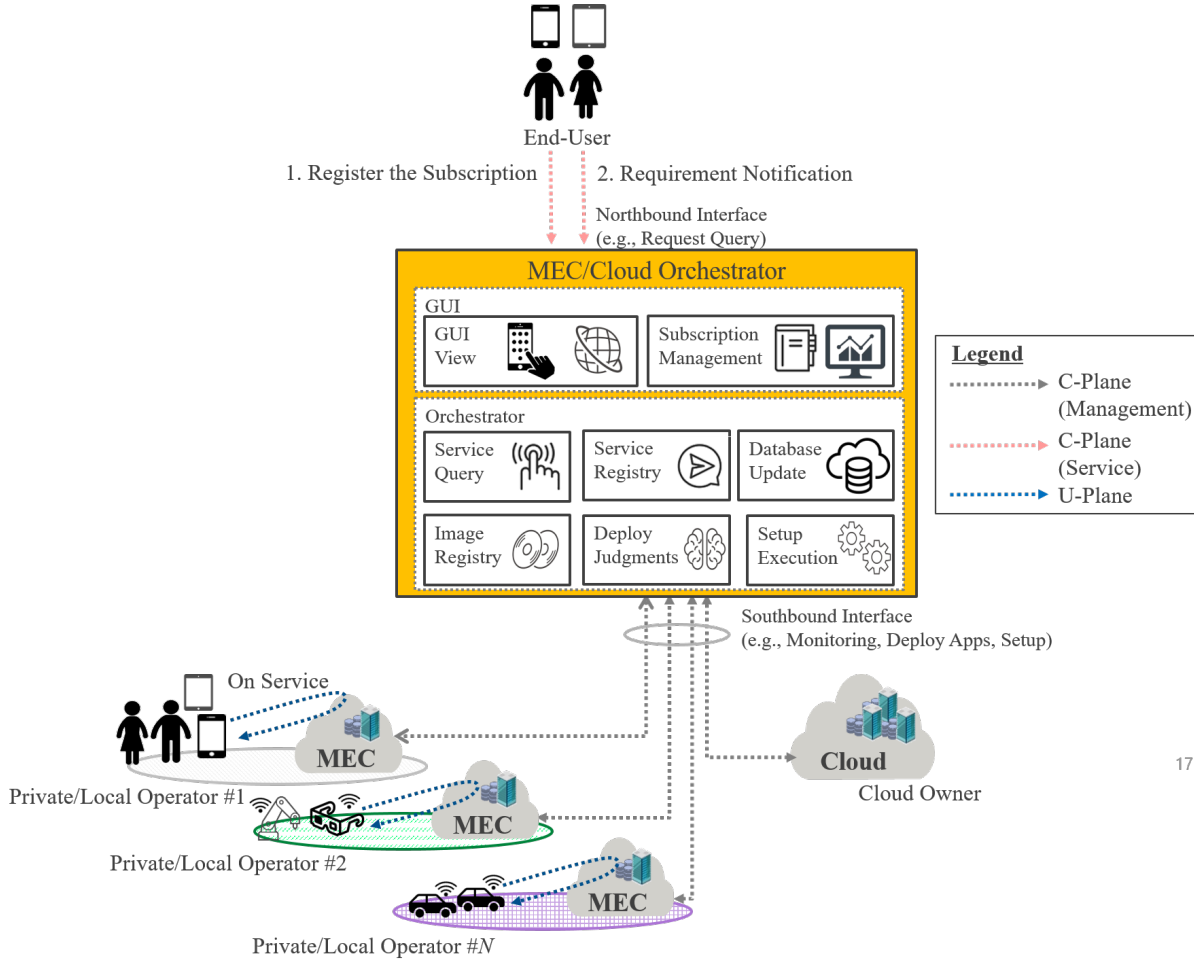 End-User
1. Register the Subscription
2. Requirement Notification
Northbound Interface
(e.g., Request Query)
MEC/Cloud Orchestrator
GUI
GUI
View
Subscription
Management
Orchestrator
Service
Query
Service
Registry
Database
Update
Image
Registry
Deploy
Judgments
Setup
Execution
Legend
C-Plane
(Management)
C-Plane
(Service)
U-Plane
Southbound Interface
(e.g., Monitoring, Deploy Apps, Setup)
On Service
MEC
Private/Local Operator #1
MEC
Private/Local Operator #2
MEC
Private/Local Operator #N
Cloud
Cloud Owner
17